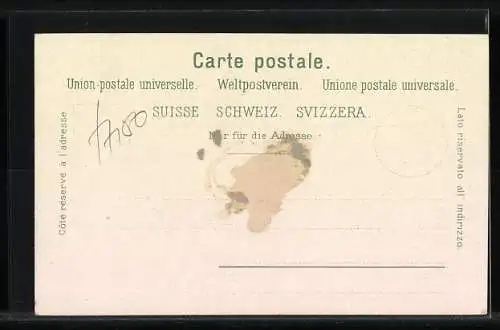 Carte postale.
Union-postale universelle. Weltpostverein. Unione postale universale.
SUISSE SCHWEIZ. SVIZZERA.
Nur für die Adresse
Côté réservé à l'adresse
Lato riservato all' indirizzo.